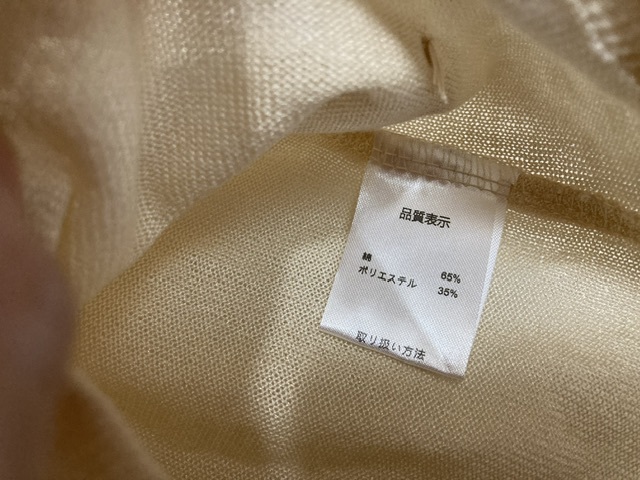 品質表示
綿 65%
ポリエステル 35%
取り扱い方法